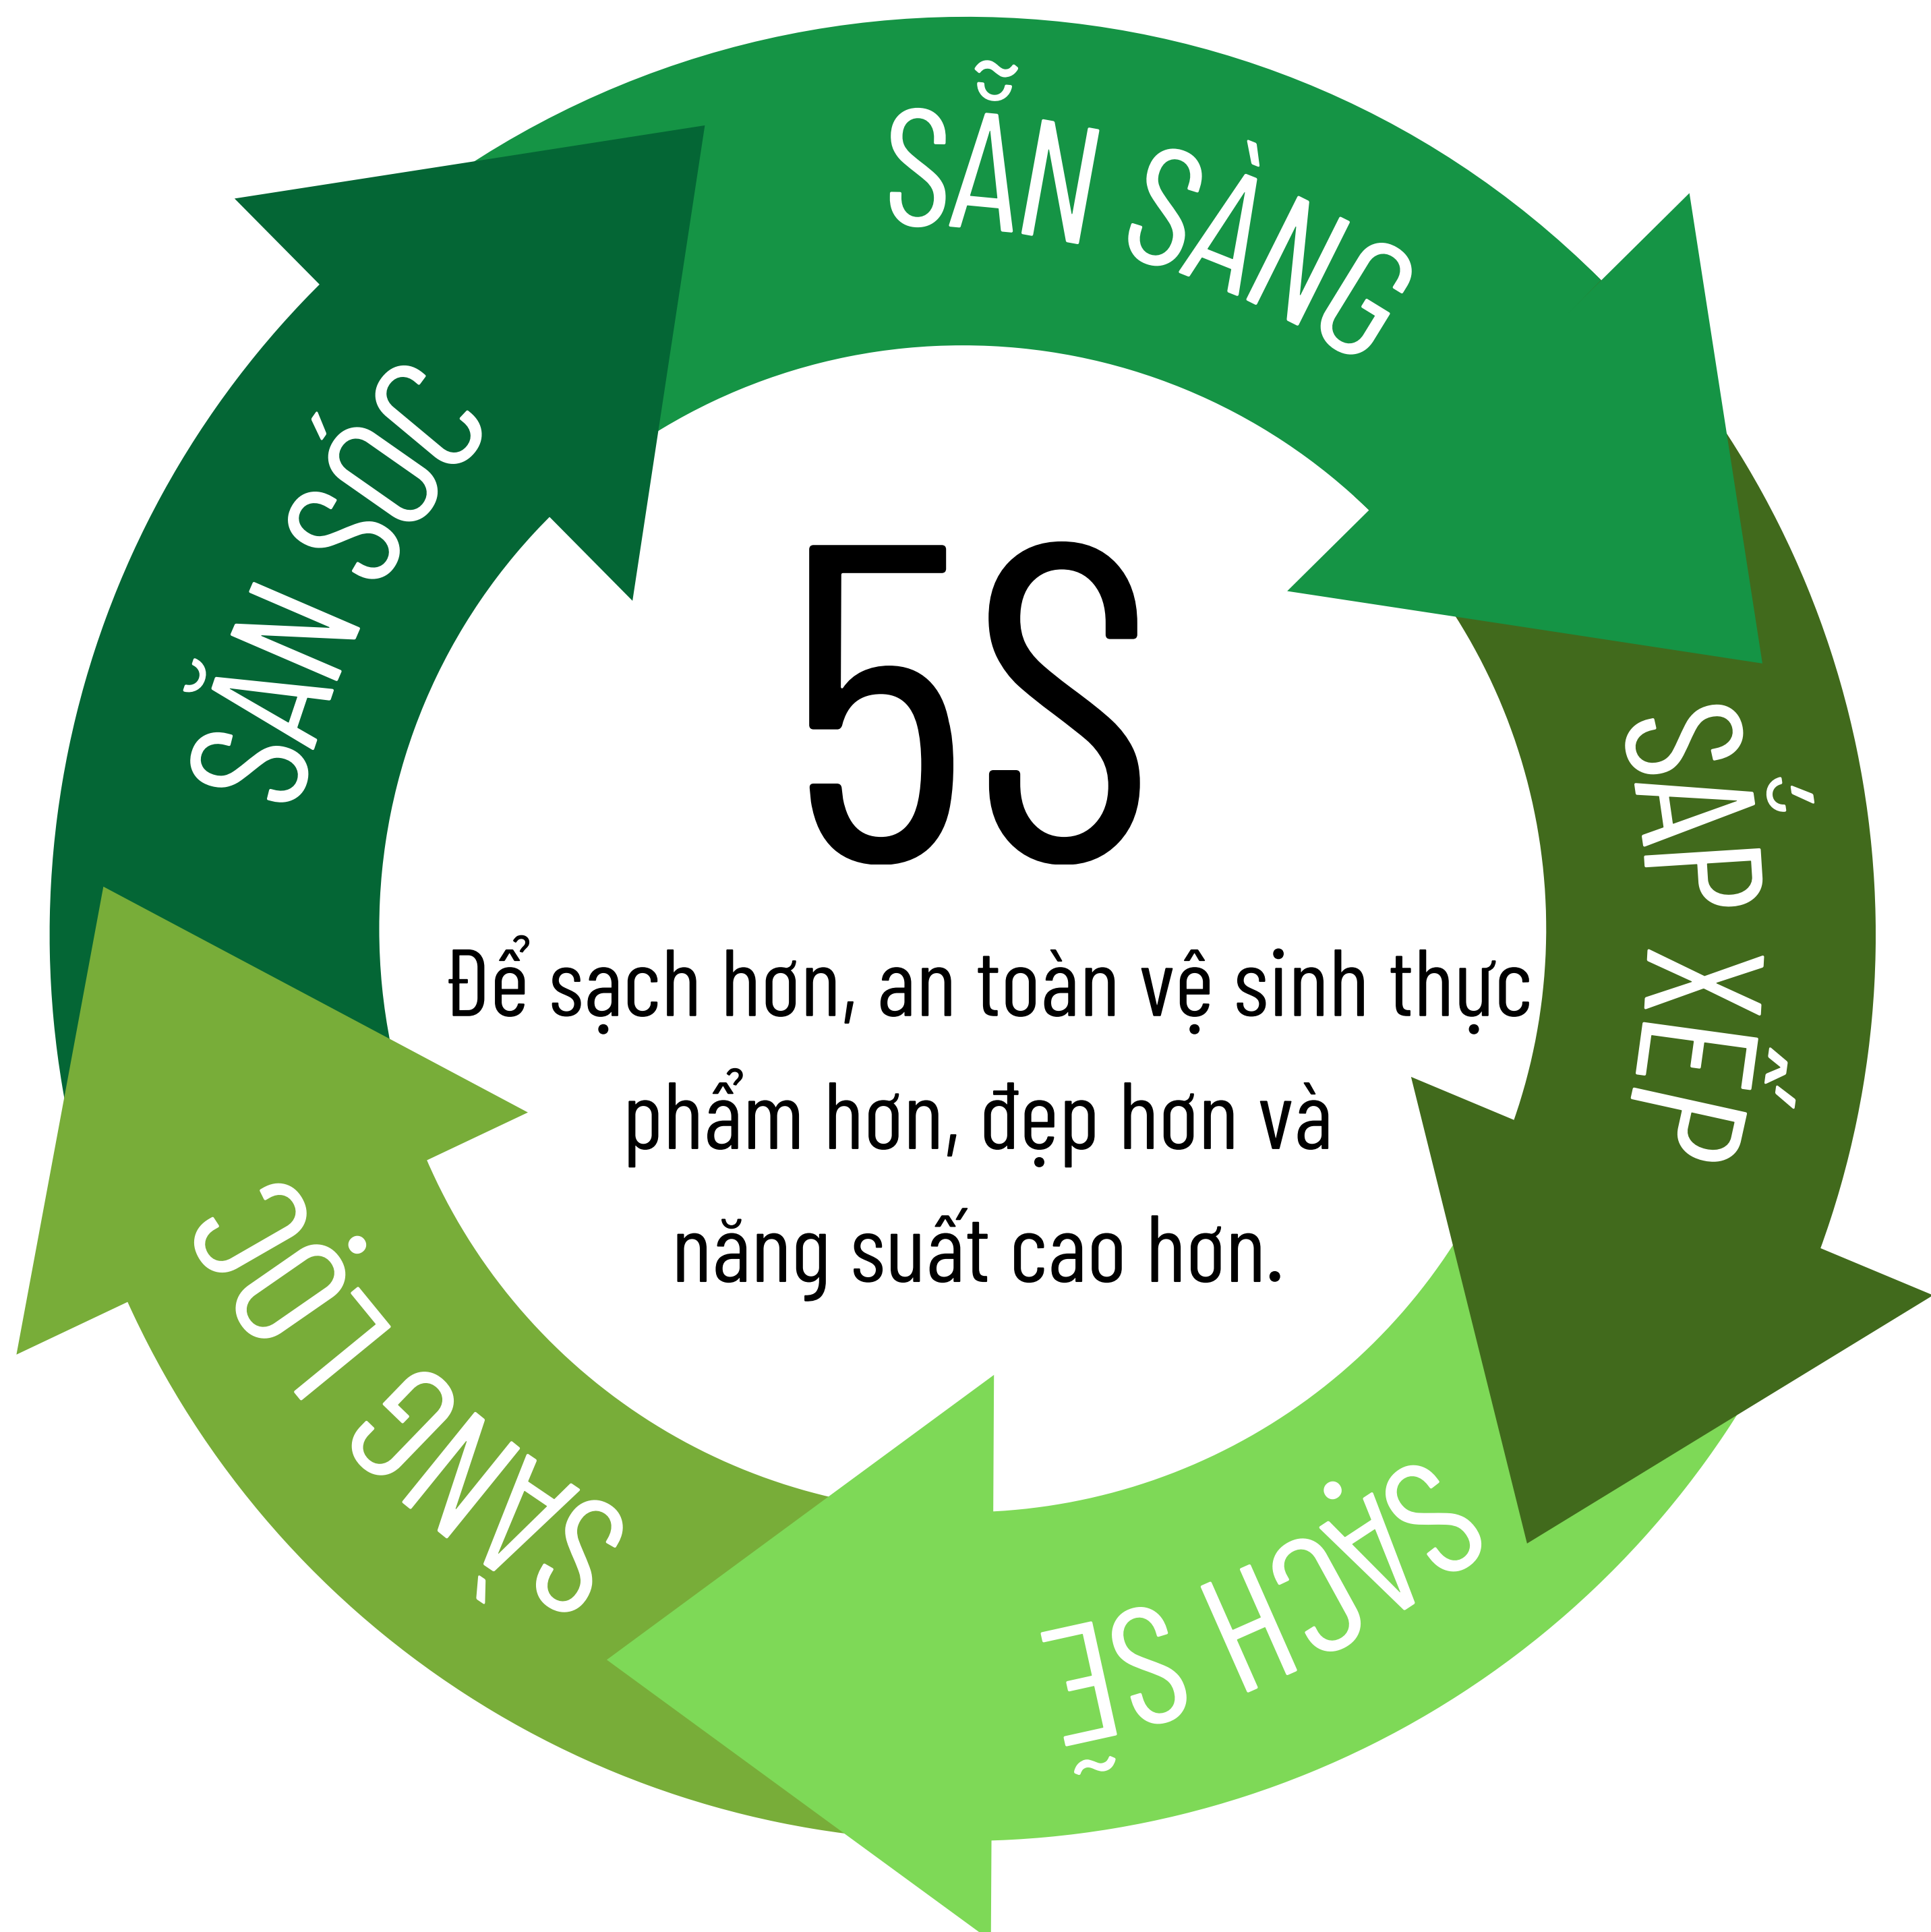 SẴN SÀNG
SẮP XẾP
SẠCH SẼ
SÀNG LỌC
SĂN SÓC
5S
Để sạch hơn, an toàn vệ sinh thực
phẩm hơn, đẹp hơn và
năng suất cao hơn.